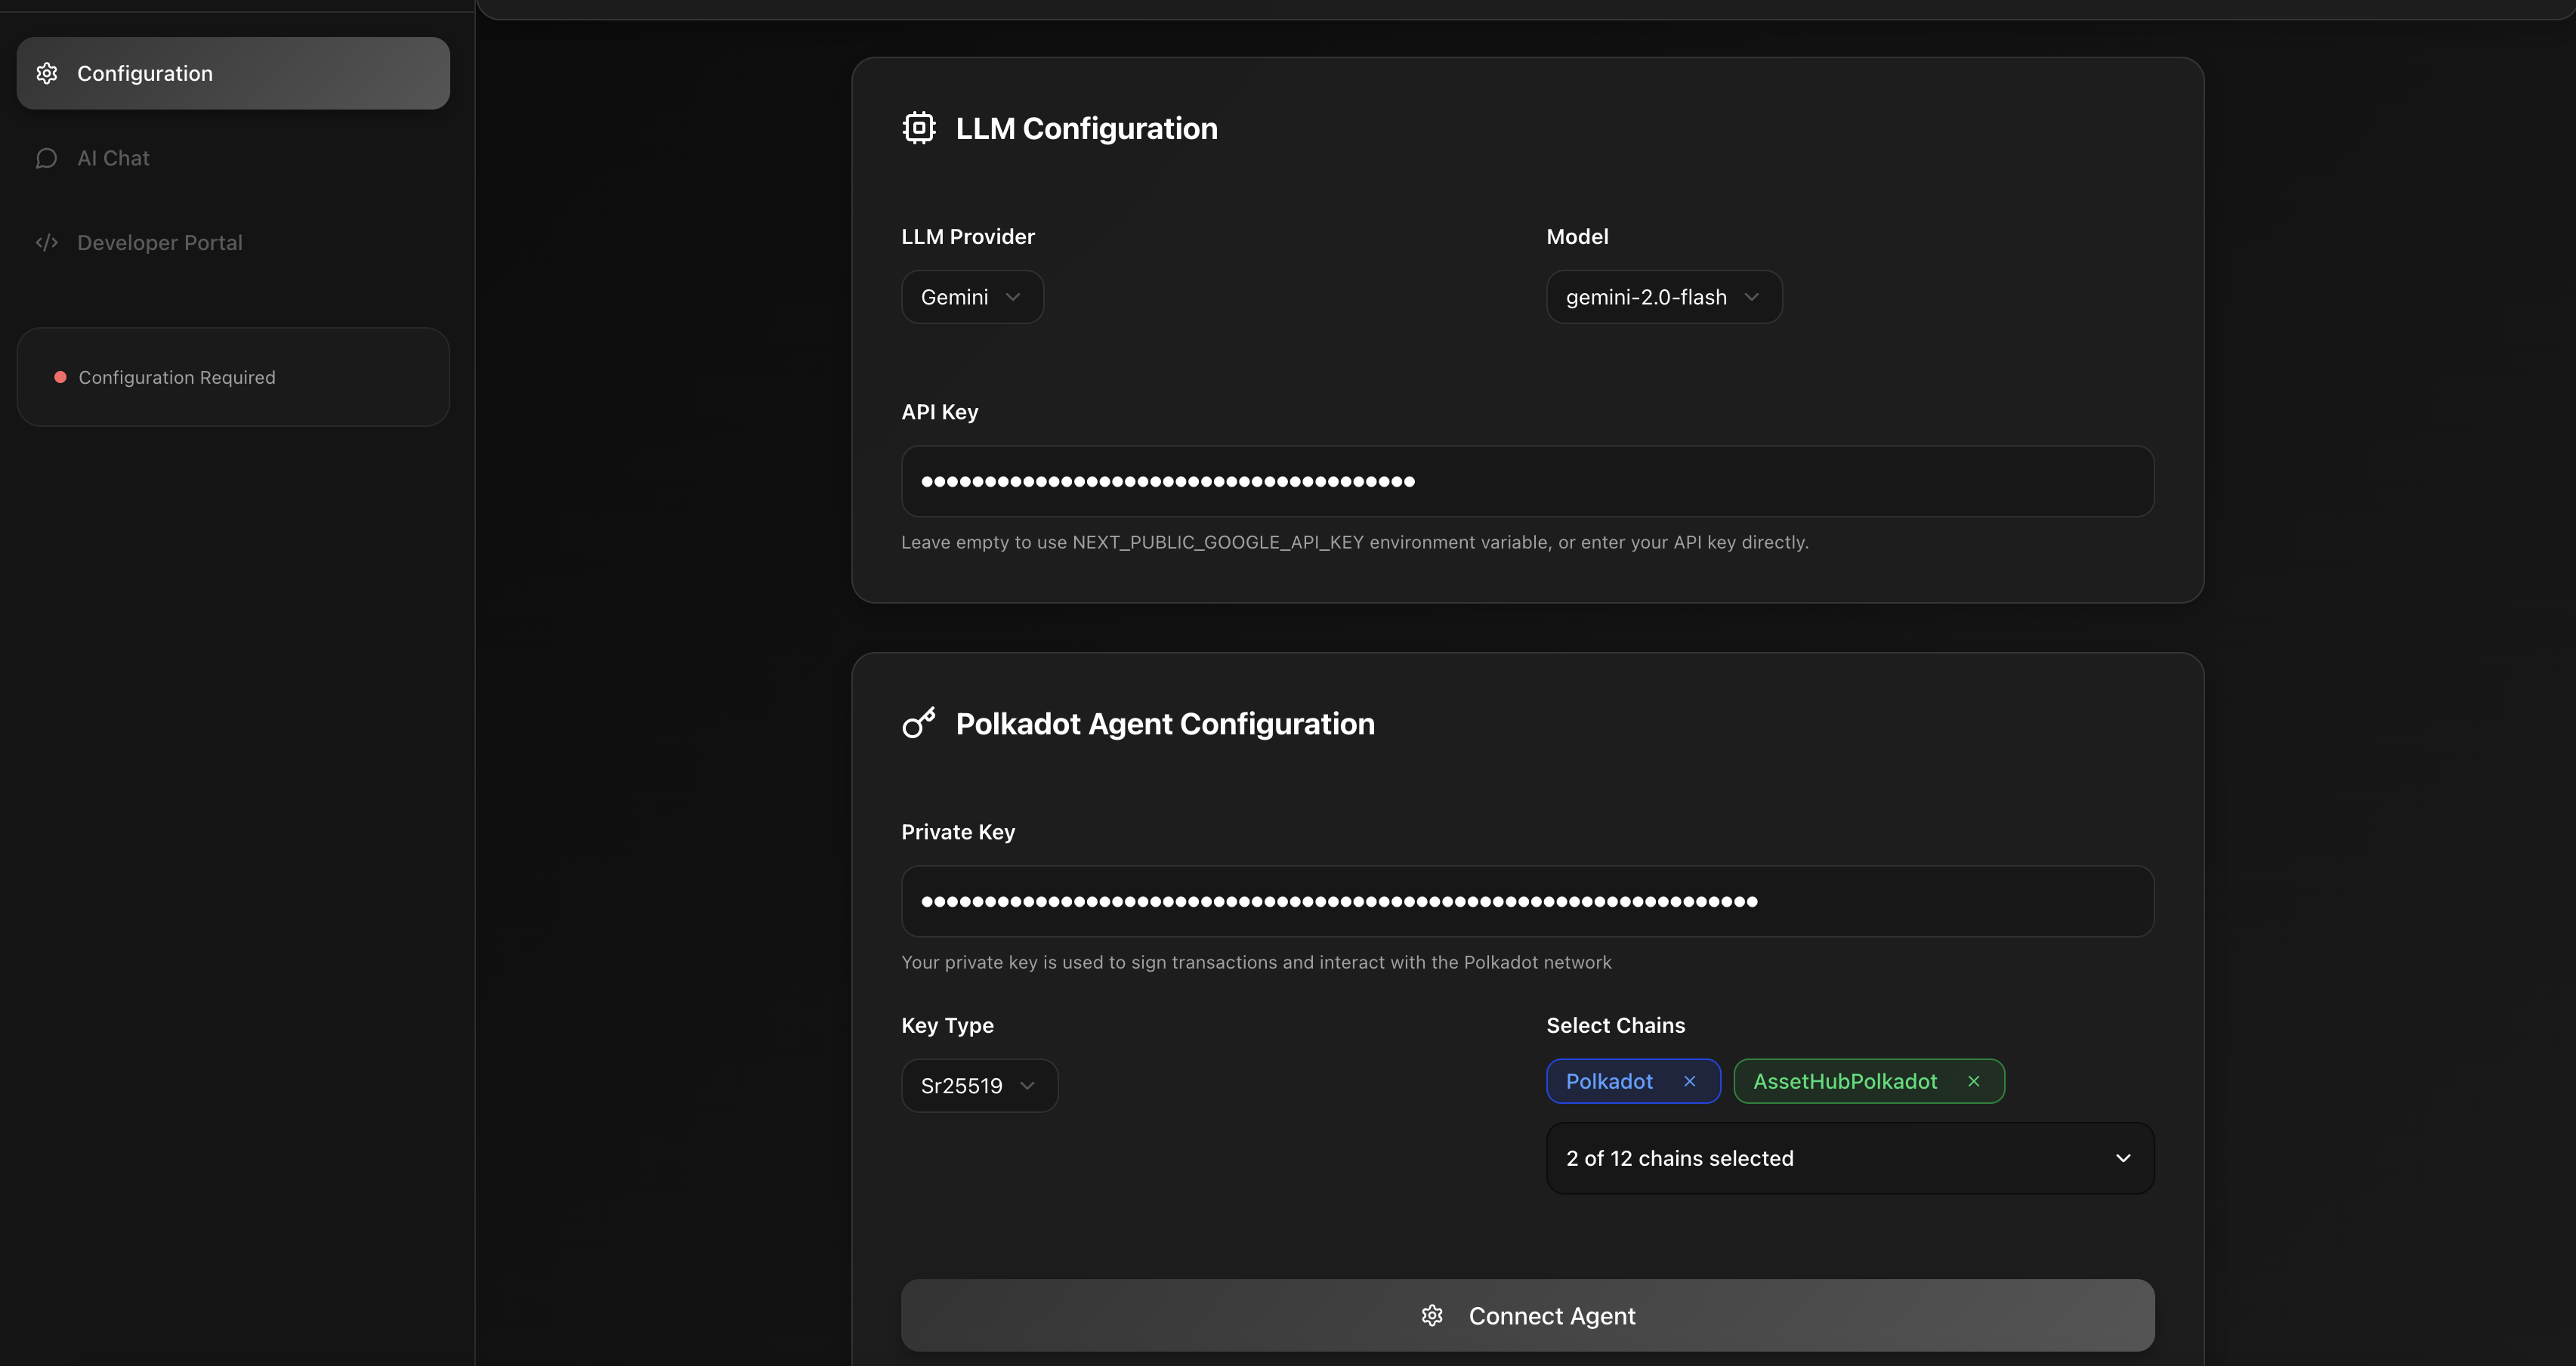 Configuration
AI Chat
Developer Portal
Configuration Required
LLM Configuration
LLM Provider
Model
Gemini
gemini-2.0-flash
API Key
Leave empty to use NEXT_PUBLIC_GOOGLE_API_KEY environment variable, or enter your API key directly.
Polkadot Agent Configuration
Private Key
Your private key is used to sign transactions and interact with the Polkadot network
Key Type
Select Chains
Sr25519
Polkadot
AssetHubPolkadot
2 of 12 chains selected
Connect Agent